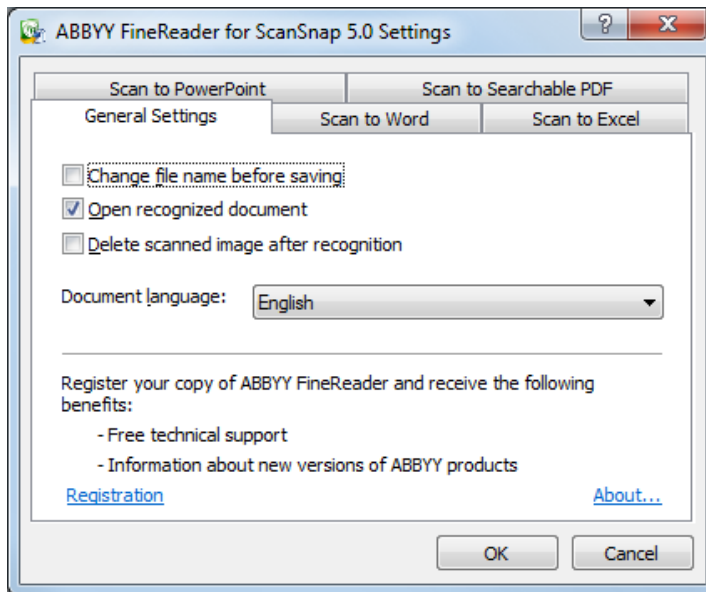 ABBYY FineReader for ScanSnap 5.0 Settings
Scan to PowerPoint
Scan to Searchable PDF
General Settings
Scan to Word
Scan to Excel
Change file name before saving
Open recognized document
Delete scanned image after recognition
Document language:
English
Register your copy of ABBYY FineReader and receive the following
benefits:
- Free technical support
- Information about new versions of ABBYY products
Registration
About...
OK
Cancel